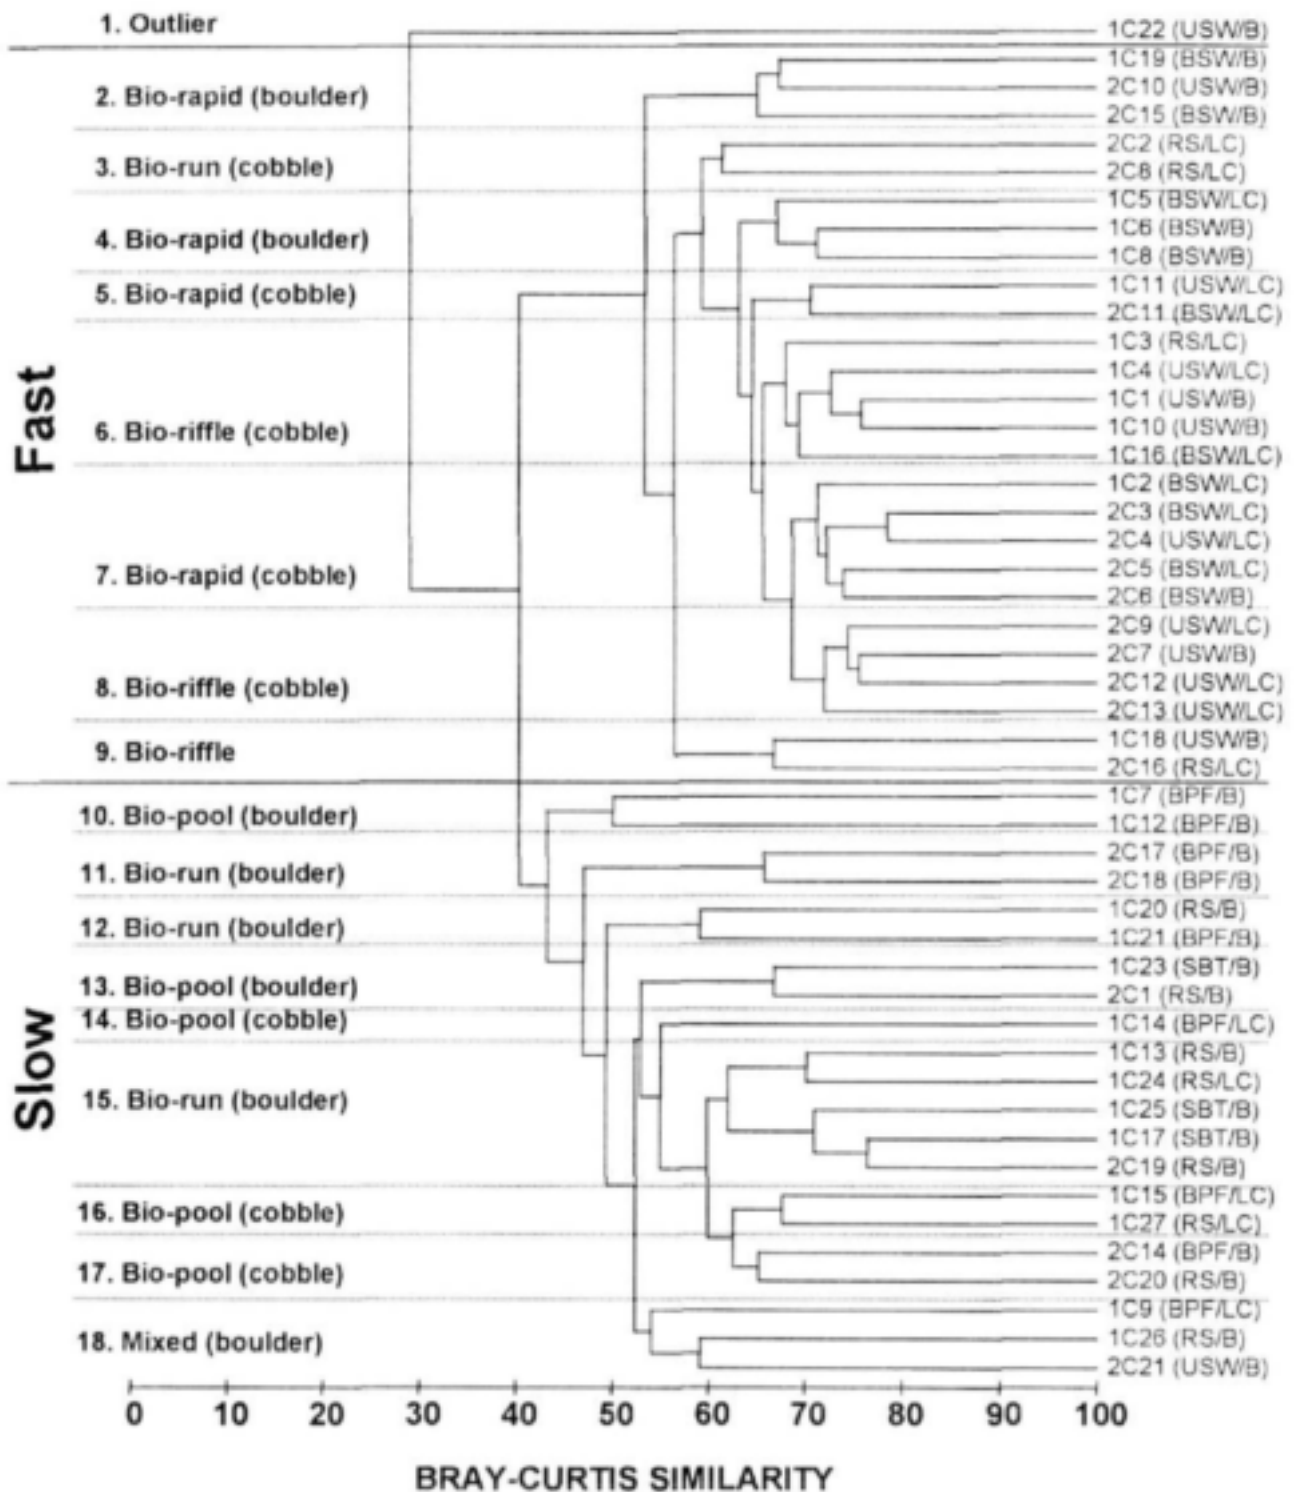 1. Outlier
1C22 (USW/B)
1C19 (BSW/B)
2. Bio-rapid (boulder)
2C10 (USW/B)
2C15 (BSW/B)
3. Bio-run (cobble)
2C2 (RS/LC)
2C8 (RS/LC)
4. Bio-rapid (boulder)
1C5 (BSW/LC)
1C6 (BSW/B)
1C8 (BSW/B)
5. Bio-rapid (cobble)
1C11 (USW/LC)
2C11 (BSW/LC)
Fast
6. Bio-riffle (cobble)
1C3 (RS/LC)
1C4 (USW/LC)
1C1 (USW/B)
1C10 (USW/B)
1C16 (BSW/LC)
7. Bio-rapid (cobble)
1C2 (BSW/LC)
2C3 (BSW/LC)
2C4 (USW/LC)
2C5 (BSW/LC)
2C6 (BSW/B)
8. Bio-riffle (cobble)
2C9 (USW/LC)
2C7 (USW/B)
2C12 (USW/LC)
2C13 (USW/LC)
9. Bio-riffle
1C18 (USW/B)
2C16 (RS/LC)
10. Bio-pool (boulder)
1C7 (BPF/B)
1C12 (BPF/B)
11. Bio-run (boulder)
2C17 (BPF/B)
2C18 (BPF/B)
12. Bio-run (boulder)
1C20 (RS/B)
1C21 (BPF/B)
13. Bio-pool (boulder)
1C23 (SBT/B)
2C1 (RS/B)
14. Bio-pool (cobble)
1C14 (BPF/LC)
Slow
15. Bio-run (boulder)
1C13 (RS/B)
1C24 (RS/LC)
1C25 (SBT/B)
1C17 (SBT/B)
2C19 (RS/B)
16. Bio-pool (cobble)
1C15 (BPF/LC)
1C27 (RS/LC)
17. Bio-pool (cobble)
2C14 (BPF/B)
2C20 (RS/B)
18. Mixed (boulder)
1C9 (BPF/LC)
1C26 (RS/B)
2C21 (USW/B)
0 10 20 30 40 50 60 70 80 90 100
BRAY-CURTIS SIMILARITY